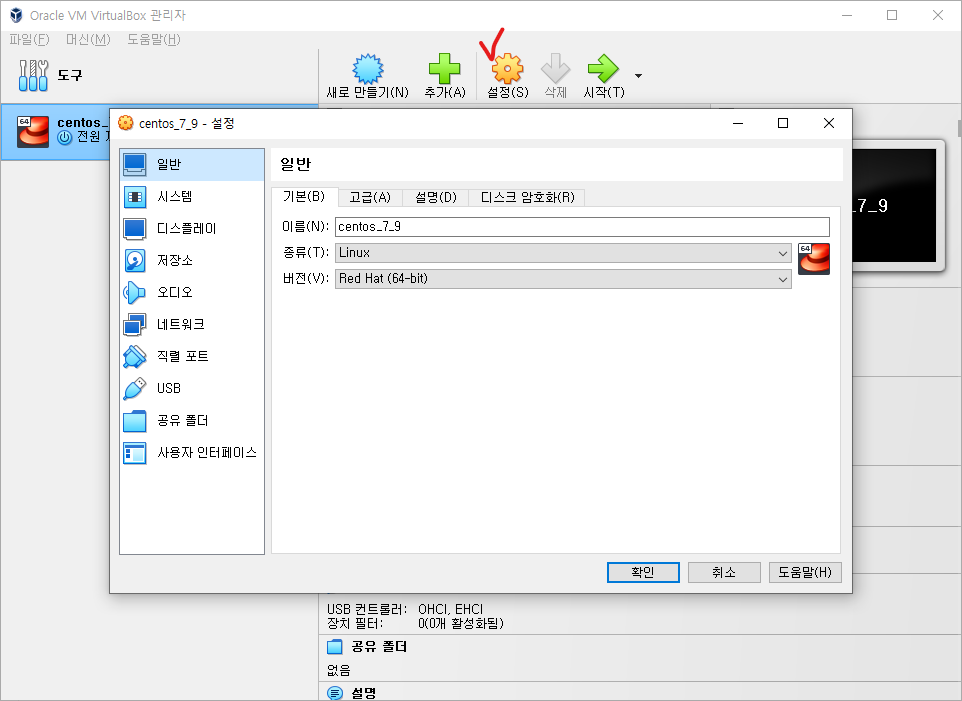 Oracle VM VirtualBox 관리자
파일(F) 머신(M) 도움말(H)
도구
새로 만들기(N) 추가(A) 설정(S) 삭제 시작(T)
64 centos_
전원
centos_7_9 - 설정
일반
시스템
디스플레이
저장소
오디오
네트워크
직렬 포트
USB
공유 폴더
사용자 인터페이스
일반
기본(B) 고급(A) 설명(D) 디스크 암호화(R)
이름(N): centos_7_9
종류(T): Linux
64
버전(V): Red Hat (64-bit)
_7_9
확인 취소 도움말(H)
USB 컨트롤러: OHCI, EHCI
장치 필터: 0(0개 활성화됨)
공유 폴더
없음
설명